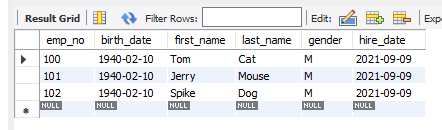 Result Grid Filter Rows: Edit:
emp_no birth_date first_name last_name gender hire_date
100 1940-02-10 Tom Cat M 2021-09-09
101 1940-02-10 Jerry Mouse M 2021-09-09
102 1940-02-10 Spike Dog M 2021-09-09
NULL NULL NULL NULL NULL NULL